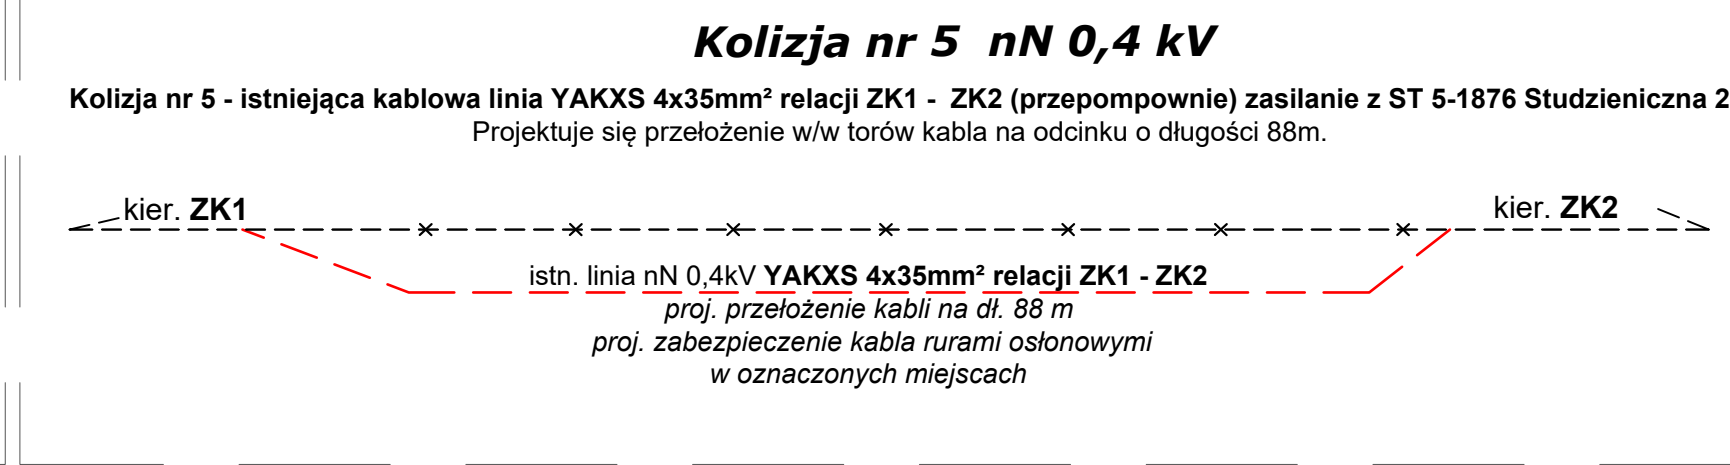 Kolizja nr 5 nN 0,4 kV
Kolizja nr 5 - istniejąca kablowa linia YAKXS 4x35mm² relacji ZK1 - ZK2 (przepompownie) zasilanie z ST 5-1876 Studzieniczna 2
Projektuje się przełożenie w/w torów kabla na odcinku o długości 88m.
kier. ZK1
kier. ZK2
istn. linia nN 0,4kV YAKXS 4x35mm² relacji ZK1 - ZK2
proj. przełożenie kabli na dł. 88 m
proj. zabezpieczenie kabla rurami osłonowymi
w oznaczonych miejscach